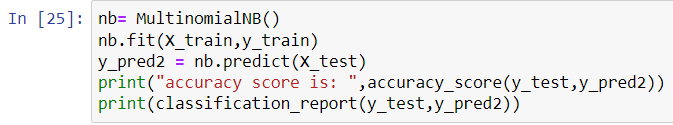 In [25]: nb= MultinomialNB()
nb.fit(X_train,y_train)
y_pred2 = nb.predict(X_test)
print("accuracy score is: ",accuracy_score(y_test,y_pred2))
print(classification_report(y_test,y_pred2))